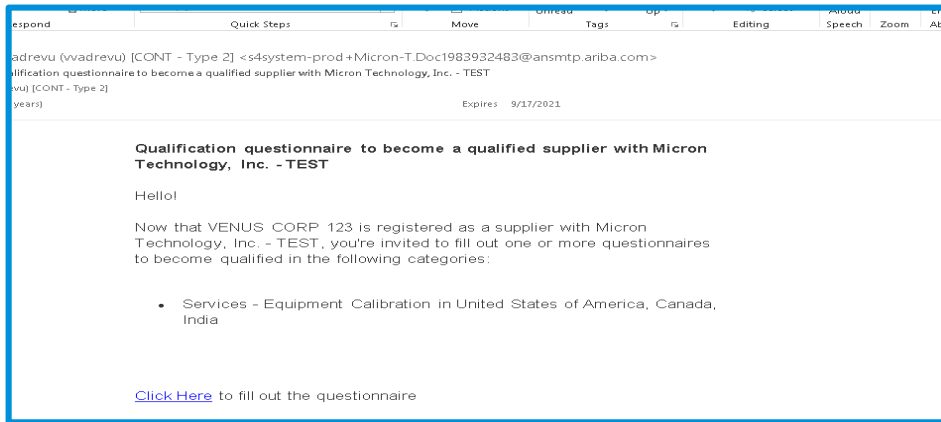 Respond Quick Steps Move Tags Editing Speech Zoom
adrevu (vvadrevu) [CONT - Type 2] <s4system-prod+Micron-T.Doc1983932483@ansmtp.ariba.com>
alification questionnaire to become a qualified supplier with Micron Technology, Inc. - TEST
evu) [CONT - Type 2]
years) Expires 9/17/2021
Qualification questionnaire to become a qualified supplier with Micron
Technology, Inc. - TEST
Hello!
Now that VENUS CORP 123 is registered as a supplier with Micron
Technology, Inc. - TEST, you're invited to fill out one or more questionnaires
to become qualified in the following categories:
• Services - Equipment Calibration in United States of America, Canada,
India
Click Here to fill out the questionnaire